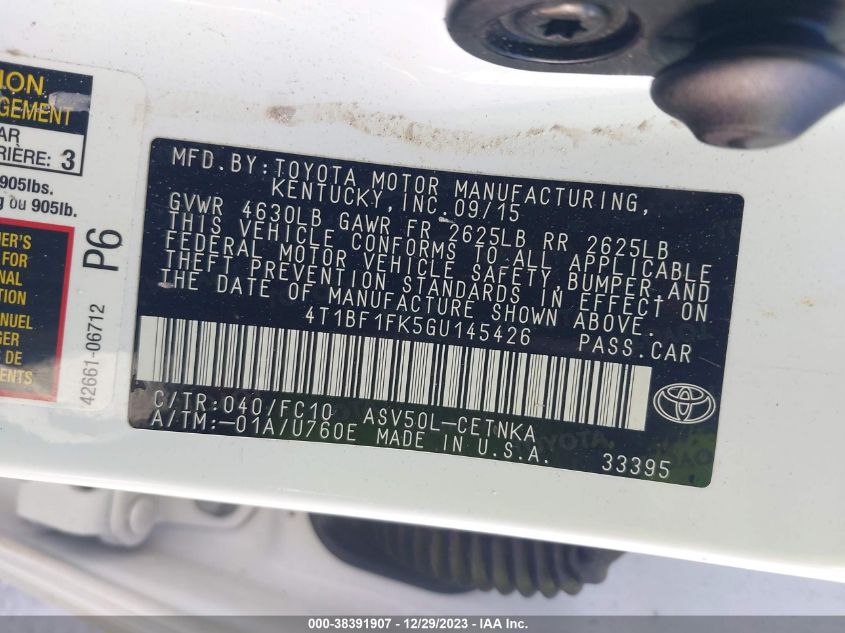 ION
GEMENT
AR
RIÈRE: 3
905lbs.
g ou 905lb.
NER'S
FOR
NAL
TION
ANUEL
GER
DE
ENTS
P6
42661-06712
MFD.BY:TOYOTA MOTOR MANUFACTURING,
KENTUCKY,INC.09/15
GVWR 4630LB GAWR FR 2625LB RR 2625LB
THIS VEHICLE CONFORMS TO ALL APPLICABLE
FEDERAL MOTOR VEHICLE SAFETY,BUMPER,AND
THEFT PREVENTION STANDARDS IN EFFECT ON
THE DATE OF MANUFACTURE SHOWN ABOVE.
4T1BF1FK5GU145426 PASS.CAR
C/TR:040/FC10 ASV50L-CETNKA
A/TM:-01A/U760E MADE IN U.S.A.
33395
000-38391907 - 12/29/2023 - IAA Inc.